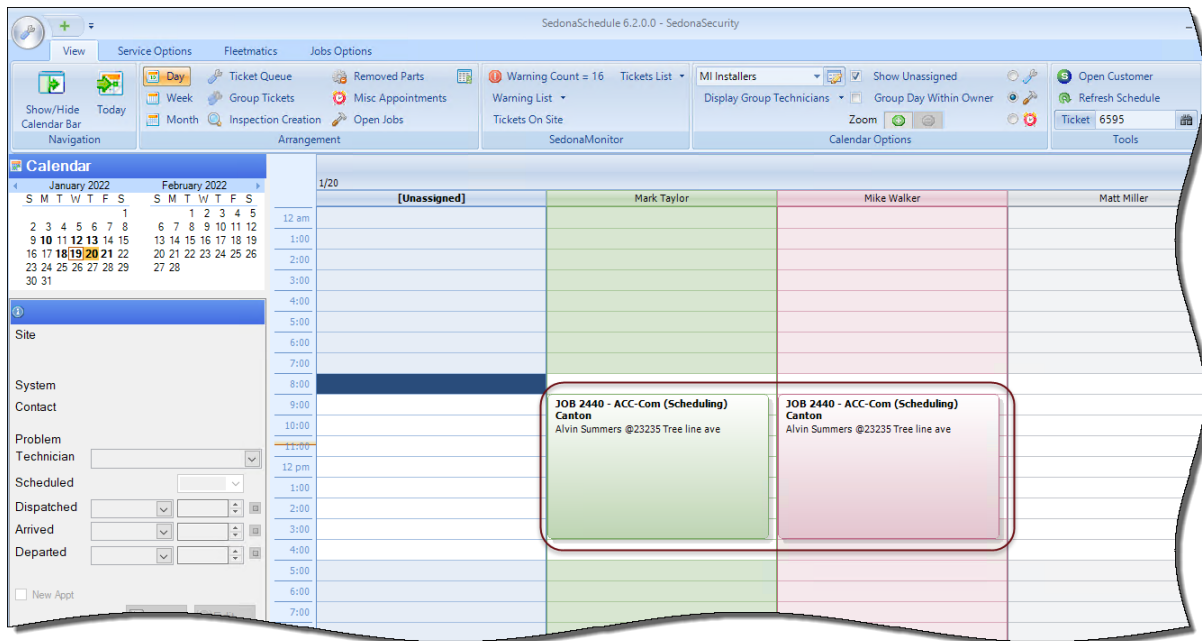 SedonaSchedule 6.2.0.0 - SedonaSecurity
View Service Options Fleetmatics Jobs Options
Show/Hide Calendar Bar
Today
Navigation
Day Ticket Queue Removed Parts
Week Group Tickets Misc Appointments
Month Inspection Creation Open Jobs
Arrangement
Warning Count = 16 Tickets List
Warning List
Tickets On Site
SedonaMonitor
MI Installers Show Unassigned
Display Group Technicians Group Day Within Owner
Zoom
Calendar Options
Open Customer
Refresh Schedule
Ticket 6595
Tools
Calendar
January 2022 February 2022
S M T W T F S S M T W T F S
1 1 2 3 4 5
2 3 4 5 6 7 8 6 7 8 9 10 11 12
9 10 11 12 13 14 15 13 14 15 16 17 18 19
16 17 18 19 20 21 22 20 21 22 23 24 25 26
23 24 25 26 27 28 29 27 28
30 31
Site
System
Contact
Problem
Technician
Scheduled
Dispatched
Arrived
Departed
New Appt
1/20
[Unassigned] Mark Taylor Mike Walker Matt Miller
12 am
1:00
2:00
3:00
4:00
5:00
6:00
7:00
8:00
9:00
10:00
11:00
12 pm
1:00
2:00
3:00
4:00
5:00
6:00
7:00
JOB 2440 - ACC-Com (Scheduling)
Canton
Alvin Summers @23235 Tree line ave
JOB 2440 - ACC-Com (Scheduling)
Canton
Alvin Summers @23235 Tree line ave